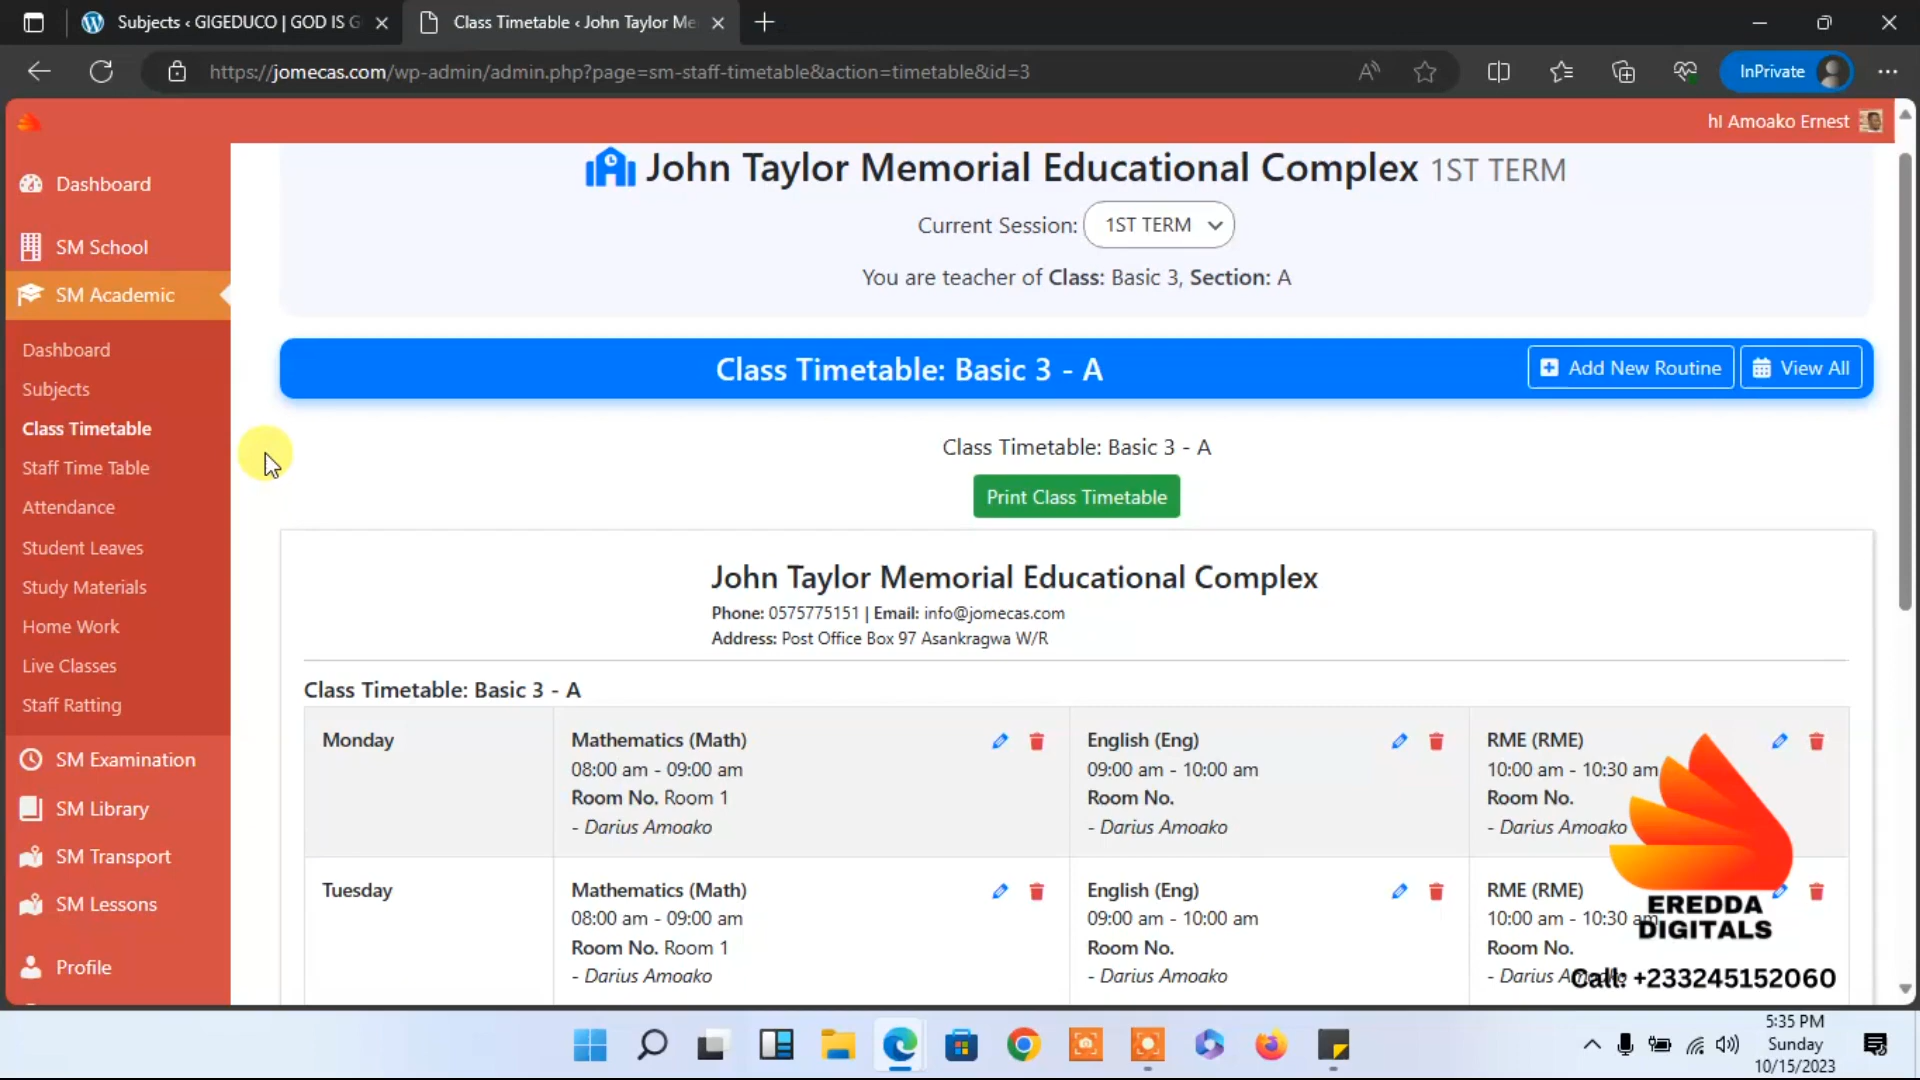 Subjects ‹ GIGEDUCO | GOD IS G
Class Timetable ‹ John Taylor Me
https://jomecas.com/wp-admin/admin.php?page=sm-staff-timetable&action=timetable&id=3
InPrivate
hI Amoako Ernest
Dashboard
SM School
SM Academic
Dashboard
Subjects
Class Timetable
Staff Time Table
Attendance
Student Leaves
Study Materials
Home Work
Live Classes
Staff Ratting
SM Examination
SM Library
SM Transport
SM Lessons
Profile
John Taylor Memorial Educational Complex 1ST TERM
Current Session: 1ST TERM
You are teacher of Class: Basic 3, Section: A
Class Timetable: Basic 3 - A
Add New Routine
View All
Class Timetable: Basic 3 - A
Print Class Timetable
John Taylor Memorial Educational Complex
Phone: 0575775151 | Email: info@jomecas.com
Address: Post Office Box 97 Asankragwa W/R
Class Timetable: Basic 3 - A
Monday
Mathematics (Math)
08:00 am - 09:00 am
Room No. Room 1
- Darius Amoako
English (Eng)
09:00 am - 10:00 am
Room No.
- Darius Amoako
RME (RME)
10:00 am - 10:30 am
Room No.
- Darius Amoako
Tuesday
Mathematics (Math)
08:00 am - 09:00 am
Room No. Room 1
- Darius Amoako
English (Eng)
09:00 am - 10:00 am
Room No.
- Darius Amoako
RME (RME)
10:00 am - 10:30 am
Room No.
- Darius
EREDDA
DIGITALS
Call: +233245152060
5:35 PM
Sunday
10/15/2023